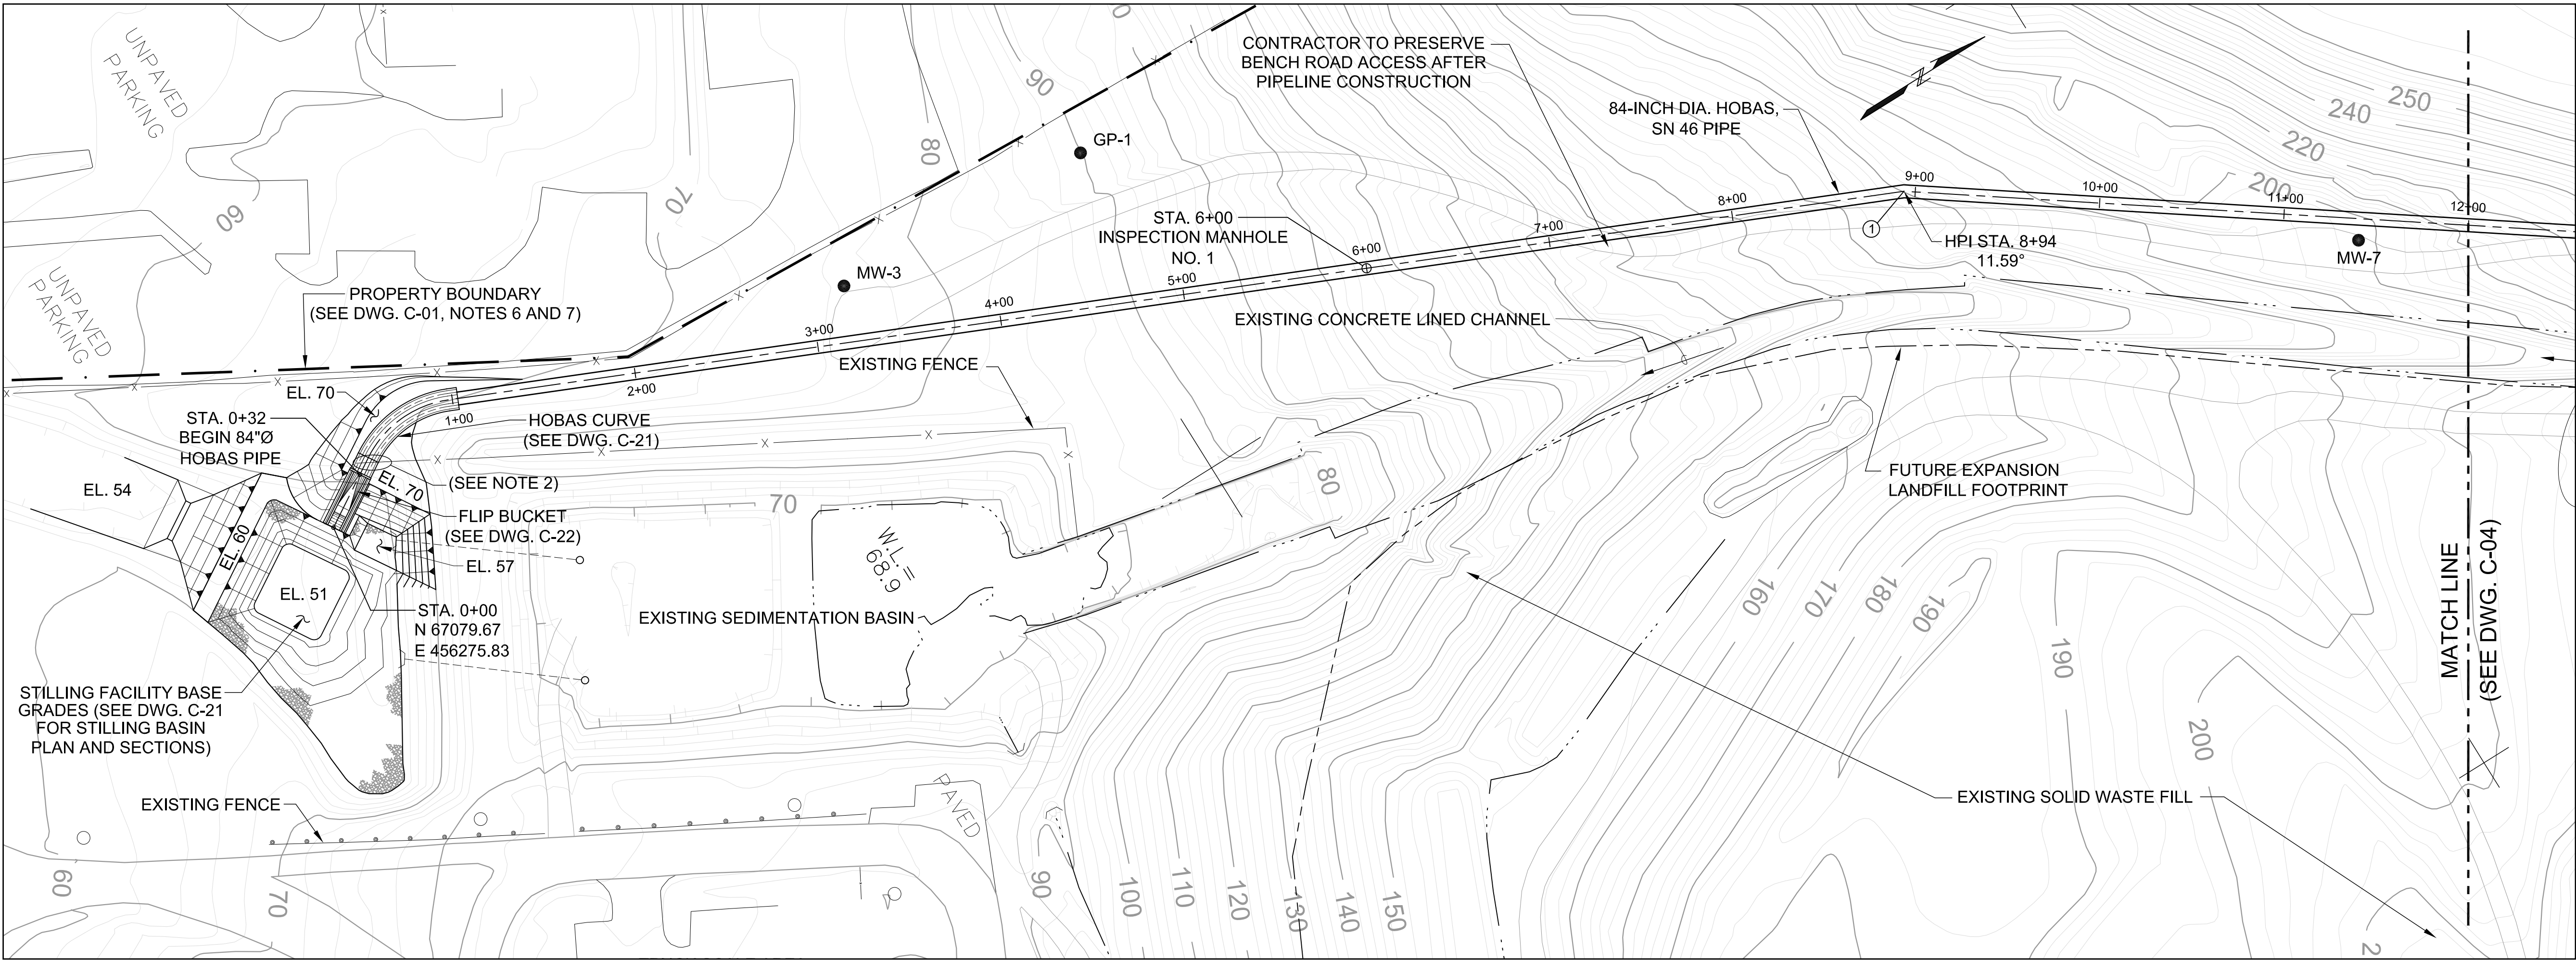 UNPAVED
PARKING
UNPAVED
PARKING
60
70
80
90
0
GP-1
MW-3
CONTRACTOR TO PRESERVE
BENCH ROAD ACCESS AFTER
PIPELINE CONSTRUCTION
84-INCH DIA. HOBAS,
SN 46 PIPE
N
250
240
220
200
PROPERTY BOUNDARY
(SEE DWG. C-01, NOTES 6 AND 7)
STA. 6+00
INSPECTION MANHOLE
NO. 1
1+00
2+00
3+00
4+00
5+00
6+00
7+00
8+00
9+00
10+00
11+00
12+00
1
HPI STA. 8+94
11.59°
MW-7
EXISTING CONCRETE LINED CHANNEL
EXISTING FENCE
EL. 70
STA. 0+32
BEGIN 84"Ø
HOBAS PIPE
HOBAS CURVE
(SEE DWG. C-21)
(SEE NOTE 2)
EL. 70
FLIP BUCKET
(SEE DWG. C-22)
EL. 57
EL. 54
EL. 60
EL. 51
STA. 0+00
N 67079.67
E 456275.83
70
W.L.=
68.9
80
EXISTING SEDIMENTATION BASIN
FUTURE EXPANSION
LANDFILL FOOTPRINT
160
170
180
190
190
200
MATCH LINE
(SEE DWG. C-04)
STILLING FACILITY BASE
GRADES (SEE DWG. C-21
FOR STILLING BASIN
PLAN AND SECTIONS)
EXISTING FENCE
PAVED
EXISTING SOLID WASTE FILL
60
70
90
100
110
120
130
140
150
2